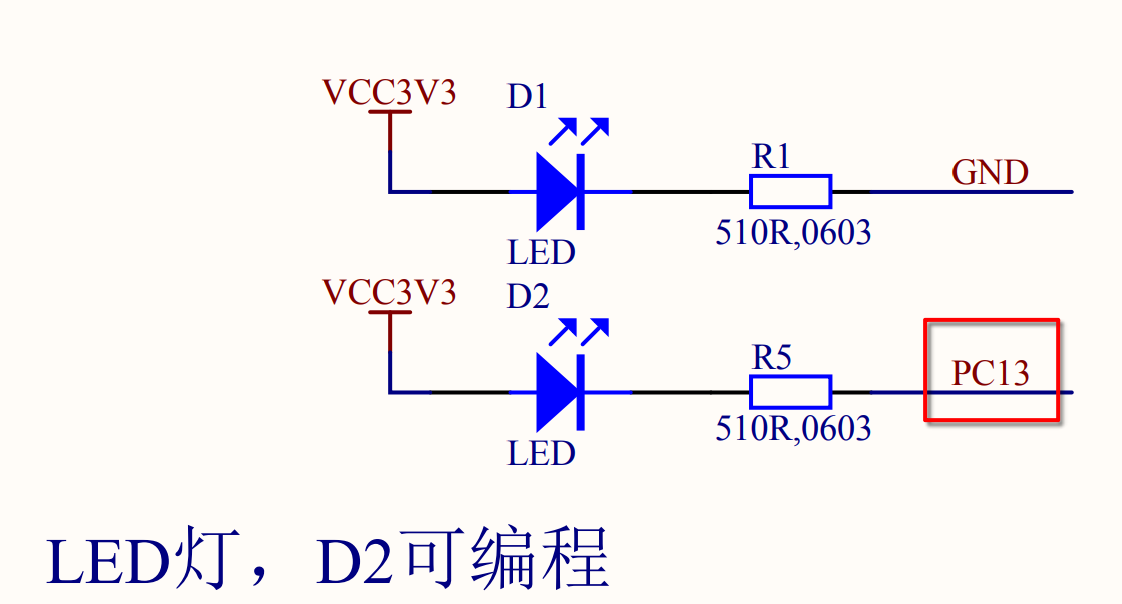 VCC3V3
D1
R1
GND
510R,0603
LED
VCC3V3
D2
R5
PC13
510R,0603
LED
LED灯，D2可编程